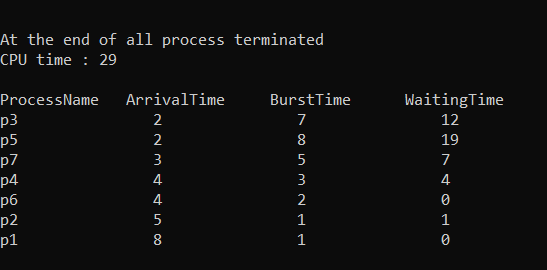 At the end of all process terminated
CPU time : 29
ProcessName ArrivalTime BurstTime WaitingTime
p3 2 7 12
p5 2 8 19
p7 3 5 7
p4 4 3 4
p6 4 2 0
p2 5 1 1
p1 8 1 0